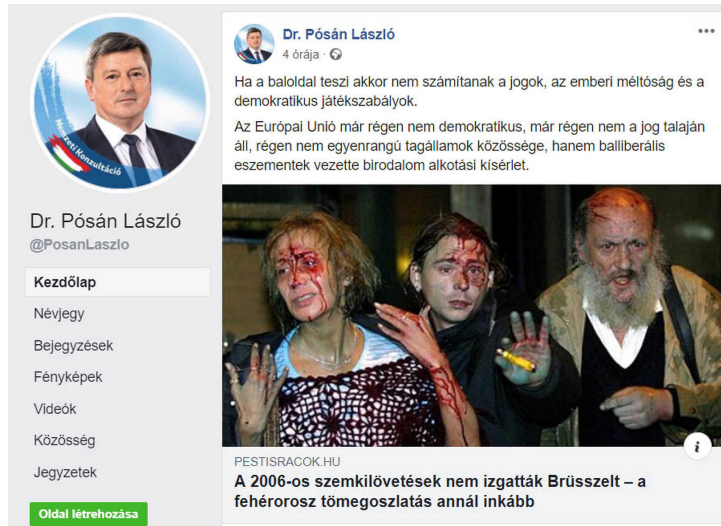 Nemzeti Konzultáció
Dr. Pósán László
@PosanLaszlo
Kezdőlap
Névjegy
Bejegyzések
Fényképek
Videók
Közösség
Jegyzetek
Oldal létrehozása
Dr. Pósán László
4 órája ·
Ha a baloldal teszi akkor nem számítanak a jogok, az emberi méltóság és a
demokratikus játékszabályok.
Az Európai Unió már régen nem demokratikus, már régen nem a jog talaján
áll, régen nem egyenrangú tagállamok közössége, hanem balliberális
eszementek vezette birodalom alkotási kísérlet.
PESTISRACOK.HU
A 2006-os szemkilövetések nem izgatták Brüsszelt – a
fehérorosz tömegoszlatás annál inkább